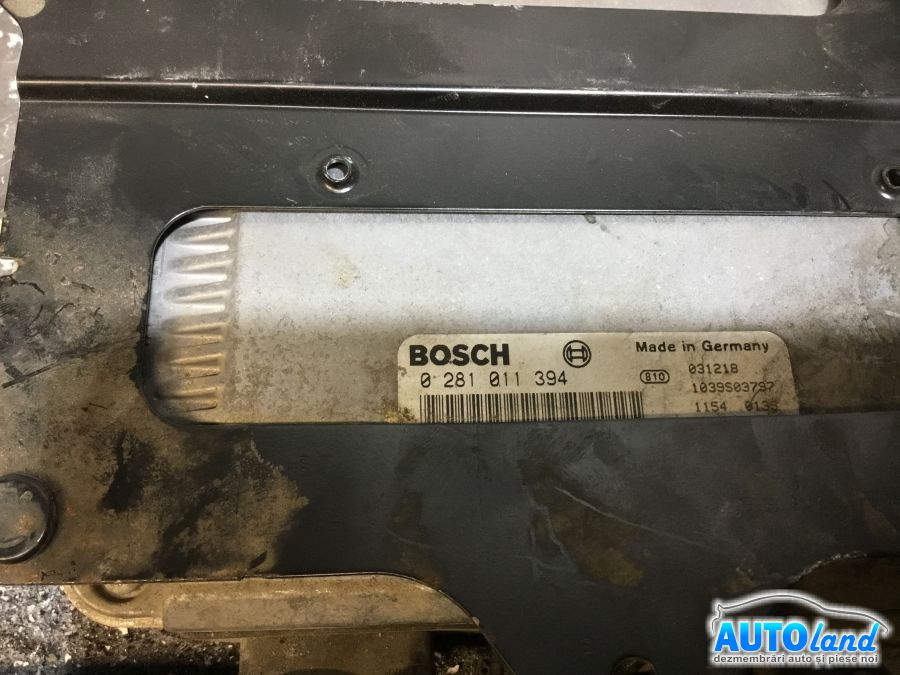 BOSCH
Made in Germany
0 281 011 394
810
031218
1039S03797
1154
AUTOland
dezmembrări auto și piese noi